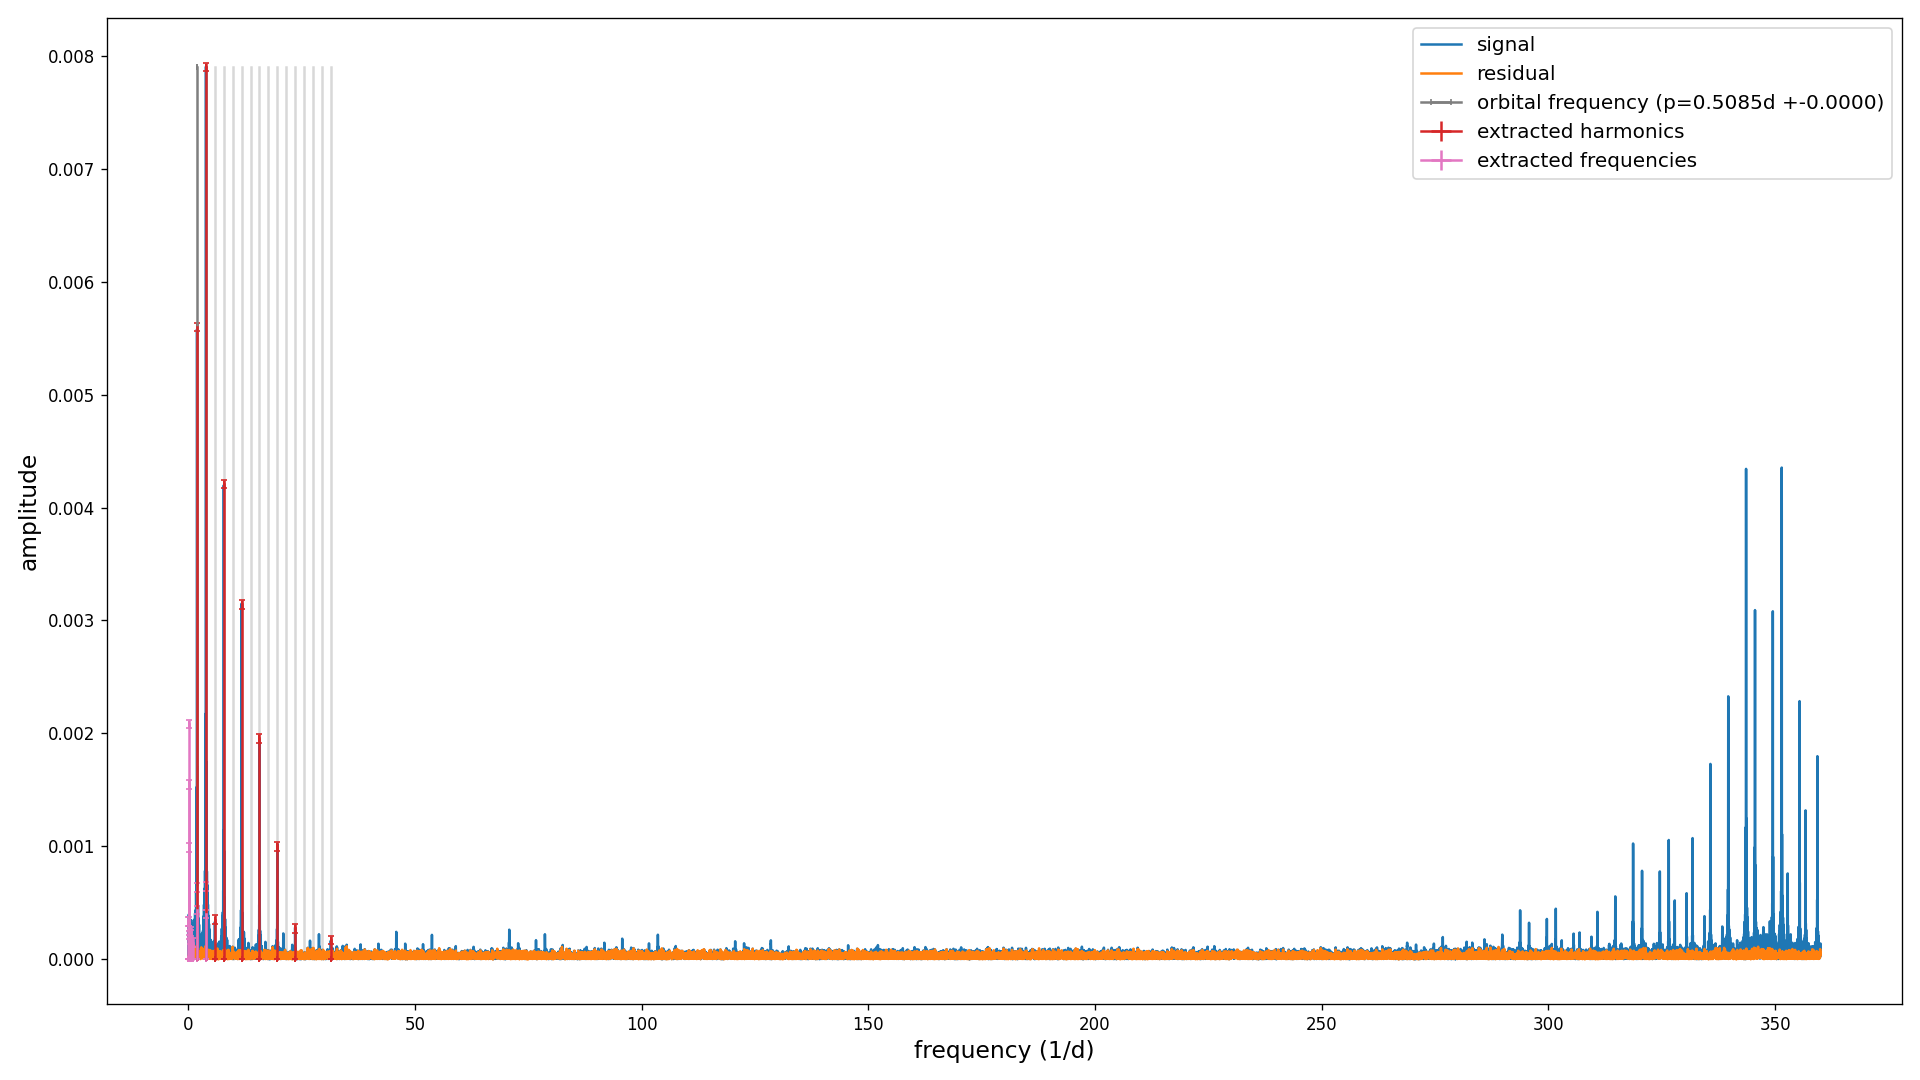 signal
residual
orbital frequency (p=0.5085d +-0.0000)
extracted harmonics
extracted frequencies
0.008
0.007
0.006
0.005
0.004
0.003
0.002
0.001
0.000
amplitude
0 50 100 150 200 250 300 350
frequency (1/d)